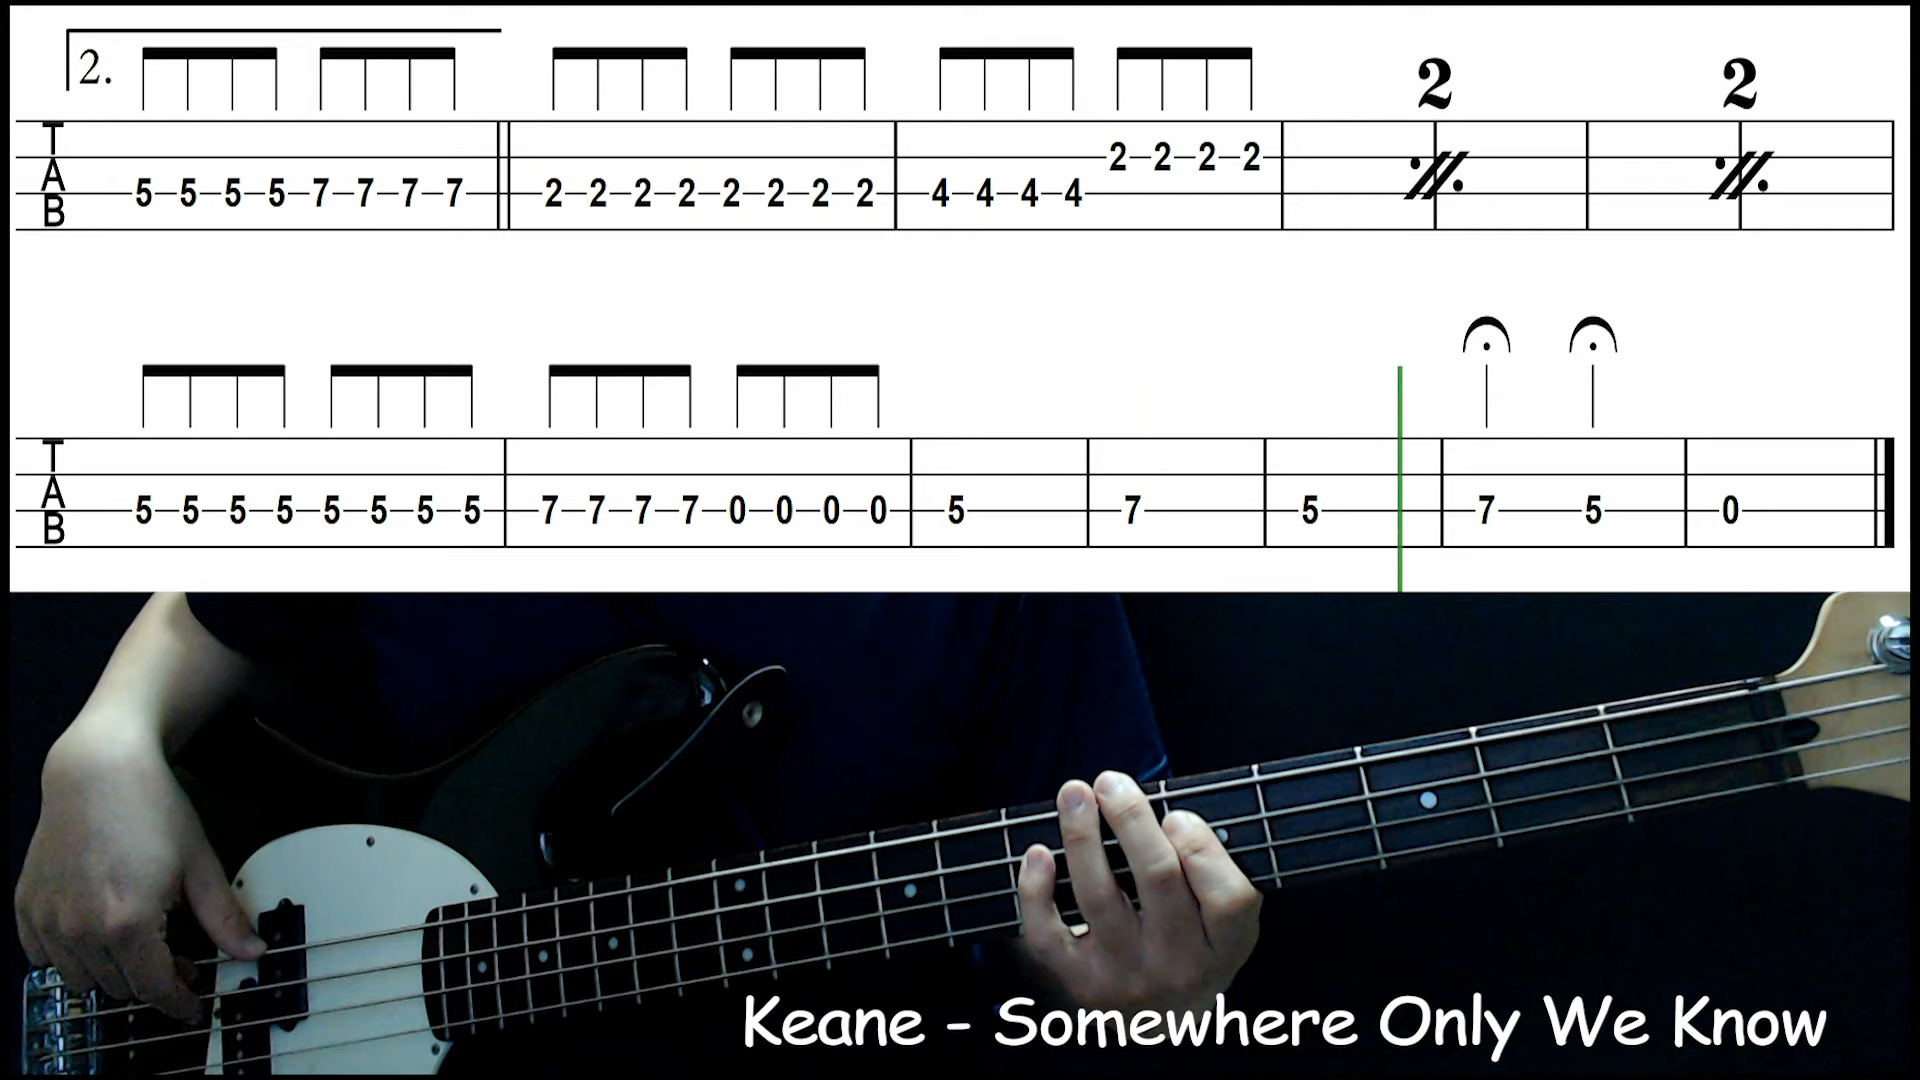 2.
2 2
TAB
2 2 2 2
5 5 5 5 7 7 7 7 2 2 2 2 2 2 2 2 4 4 4 4
TAB
5 5 5 5 5 5 5 5 7 7 7 7 0 0 0 0 5 7 5 7 5 0
Keane - Somewhere Only We Know